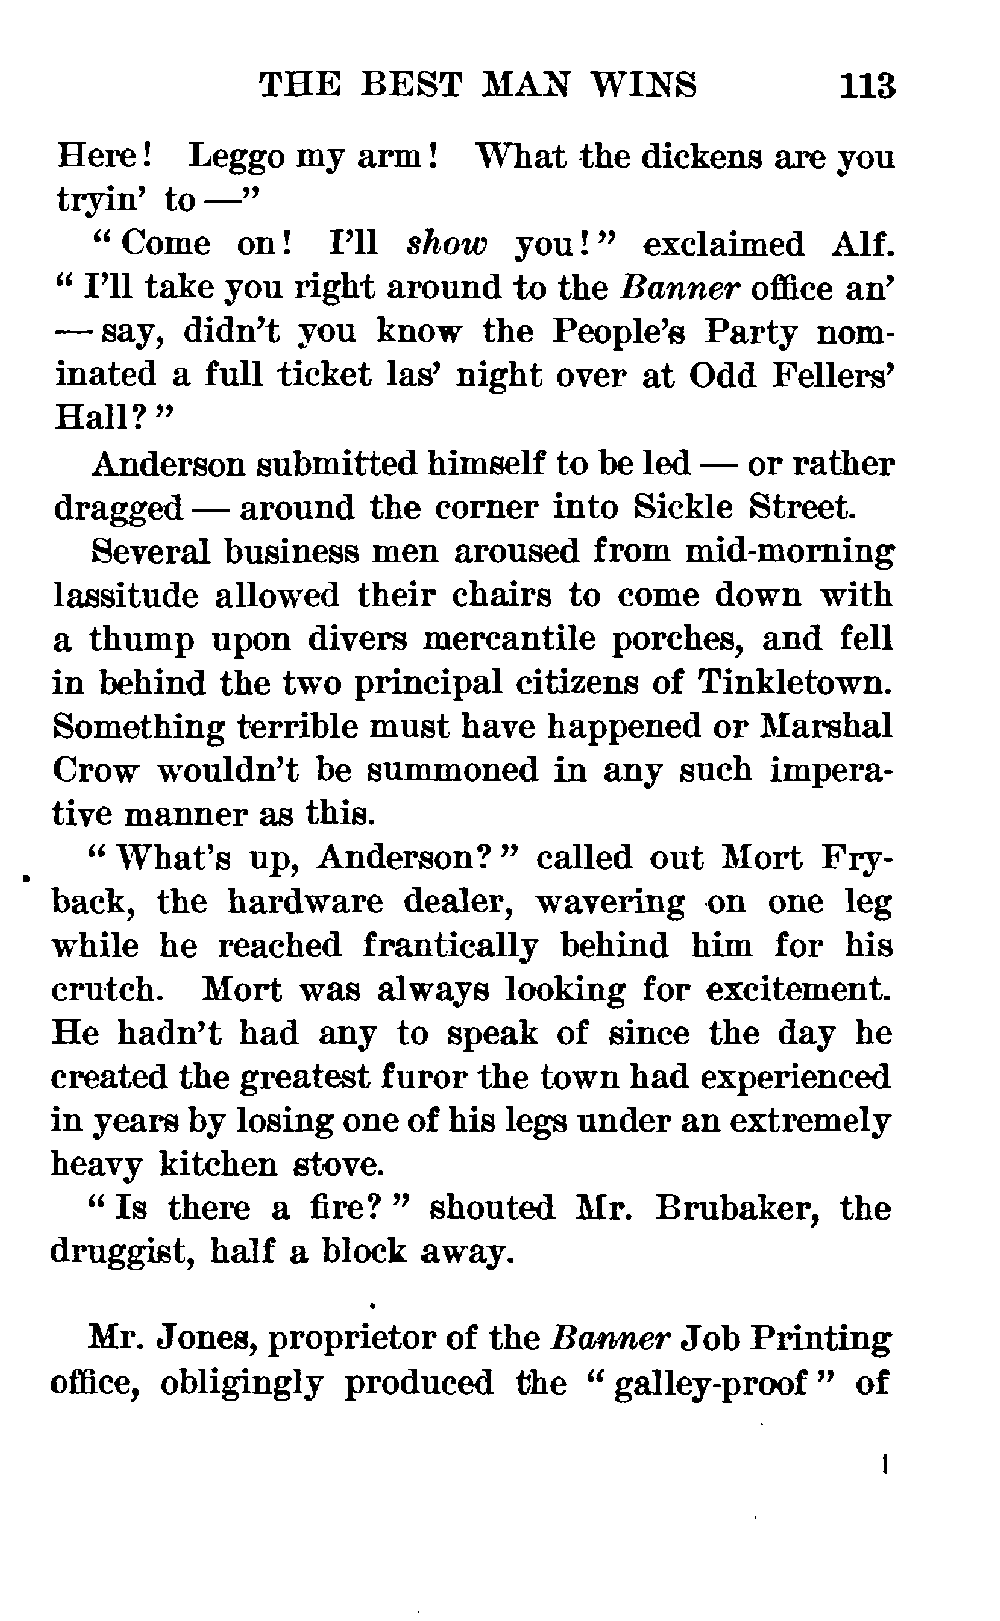 THE BEST MAN WINS 113
Here! Leggo my arm! What the dickens are you
tryin' to —"
" Come on! I'll show you!" exclaimed Alf.
" I'll take you right around to the Banner office an'
— say, didn't you know the People's Party nom-
inated a full ticket las' night over at Odd Fellers'
Hall?"
Anderson submitted himself to be led — or rather
dragged — around the corner into Sickle Street.
Several business men aroused from mid-morning
lassitude allowed their chairs to come down with
a thump upon divers mercantile porches, and fell
in behind the two principal citizens of Tinkletown.
Something terrible must have happened or Marshal
Crow wouldn't be summoned in any such impera-
tive manner as this.
" What's up, Anderson?" called out Mort Fry-
back, the hardware dealer, wavering on one leg
while he reached frantically behind him for his
crutch. Mort was always looking for excitement.
He hadn't had any to speak of since the day he
created the greatest furor the town had experienced
in years by losing one of his legs under an extremely
heavy kitchen stove.
" Is there a fire? " shouted Mr. Brubaker, the
druggist, half a block away.
Mr. Jones, proprietor of the Banner Job Printing
office, obligingly produced the " galley-proof " of